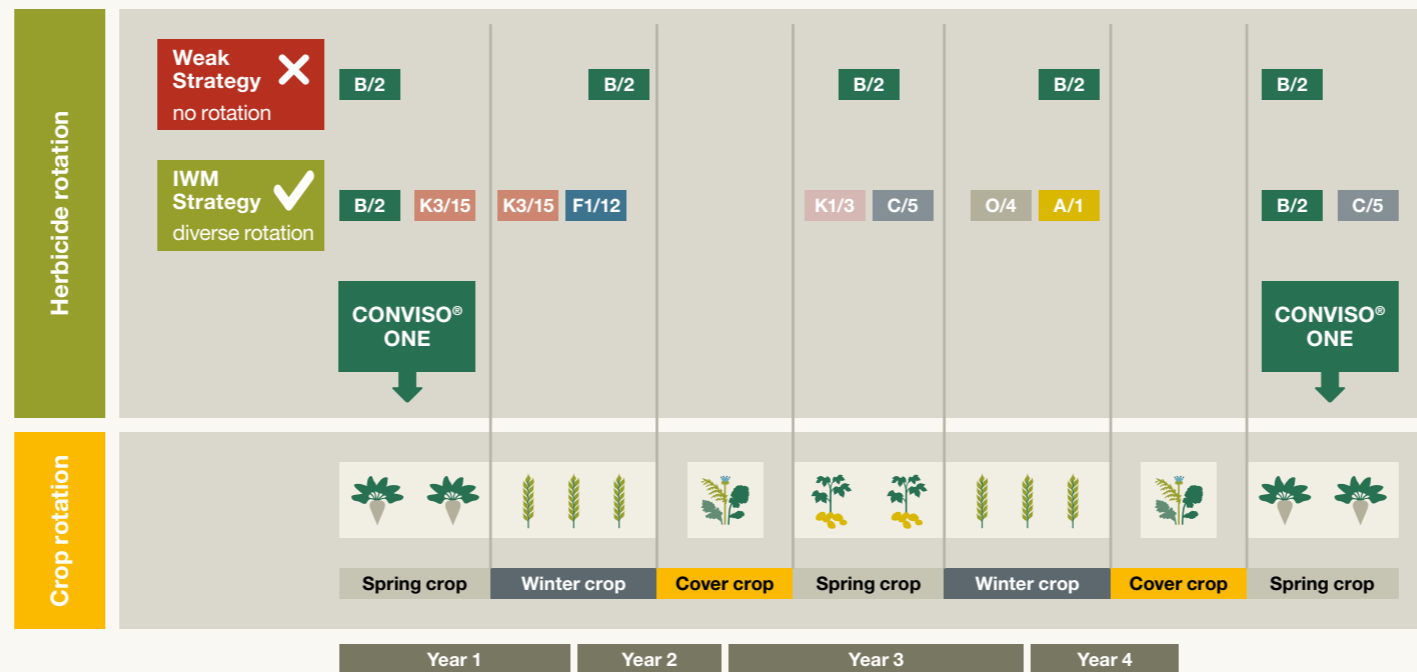 Herbicide rotation
Weak
Strategy
no rotation
B/2
B/2
B/2
B/2
B/2
IWM
Strategy
diverse rotation
B/2
K3/15
K3/15
F1/12
K1/3
C/5
O/4
A/1
B/2
C/5
CONVISO®
ONE
CONVISO®
ONE
Crop rotation
Spring crop
Winter crop
Cover crop
Spring crop
Winter crop
Cover crop
Spring crop
Year 1
Year 2
Year 3
Year 4